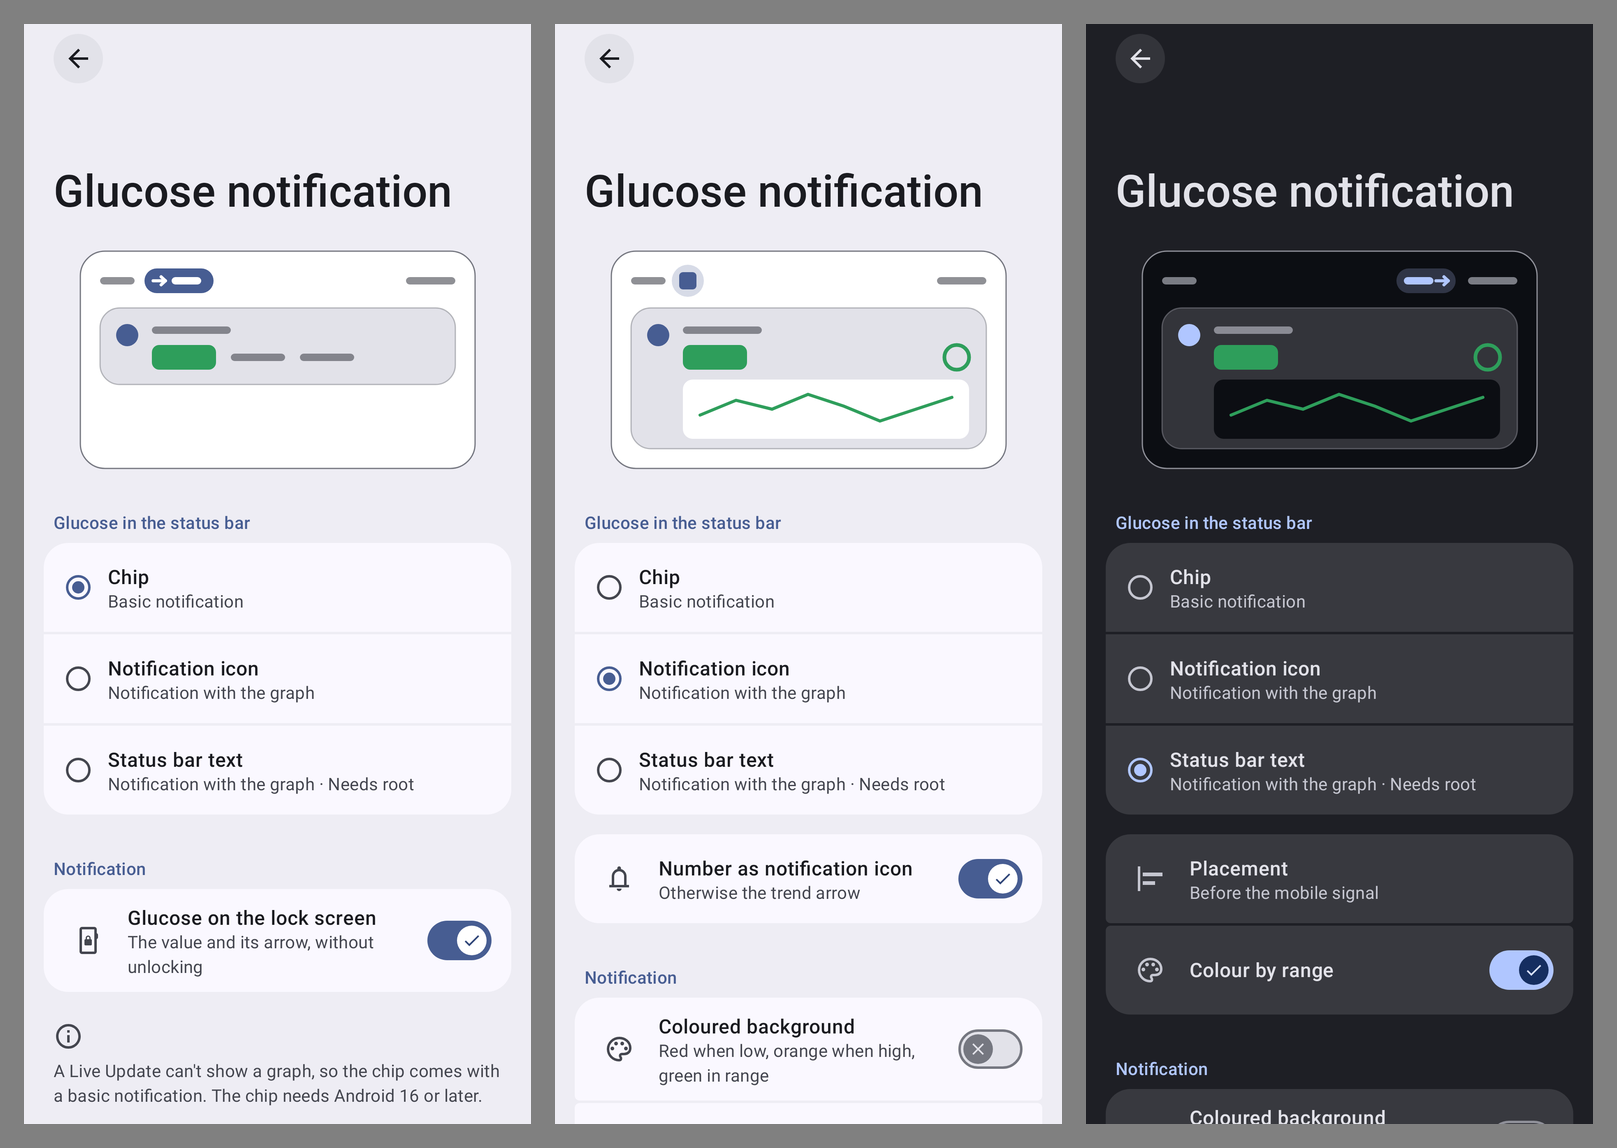 Glucose notification
Glucose in the status bar
Chip
Basic notification
Notification icon
Notification with the graph
Status bar text
Notification with the graph · Needs root
Notification
Glucose on the lock screen
The value and its arrow, without
unlocking
A Live Update can't show a graph, so the chip comes with
a basic notification. The chip needs Android 16 or later.
Glucose notification
Glucose in the status bar
Chip
Basic notification
Notification icon
Notification with the graph
Status bar text
Notification with the graph · Needs root
Number as notification icon
Otherwise the trend arrow
Notification
Coloured background
Red when low, orange when high,
green in range
Glucose notification
Glucose in the status bar
Chip
Basic notification
Notification icon
Notification with the graph
Status bar text
Notification with the graph · Needs root
Placement
Before the mobile signal
Colour by range
Notification
Coloured background